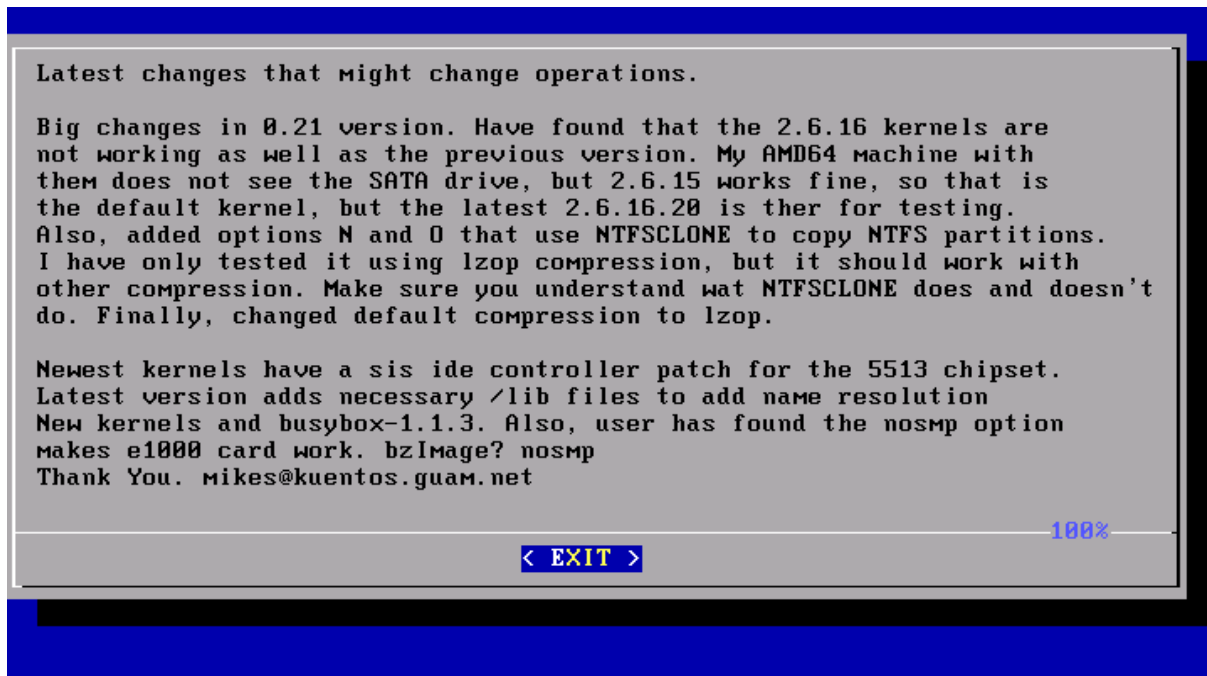 Latest changes that might change operations.
Big changes in 0.21 version. Have found that the 2.6.16 kernels are
not working as well as the previous version. My AMD64 machine with
them does not see the SATA drive, but 2.6.15 works fine, so that is
the default kernel, but the latest 2.6.16.20 is ther for testing.
Also, added options N and O that use NTFSCLONE to copy NTFS partitions.
I have only tested it using lzop compression, but it should work with
other compression. Make sure you understand wat NTFSCLONE does and doesn't
do. Finally, changed default compression to lzop.
Newest kernels have a sis ide controller patch for the 5513 chipset.
Latest version adds necessary /lib files to add name resolution
New kernels and busybox-1.1.3. Also, user has found the nosmp option
makes e1000 card work. bzImage? nosmp
Thank You. mikes@kuentos.guam.net
100%
< EXIT >